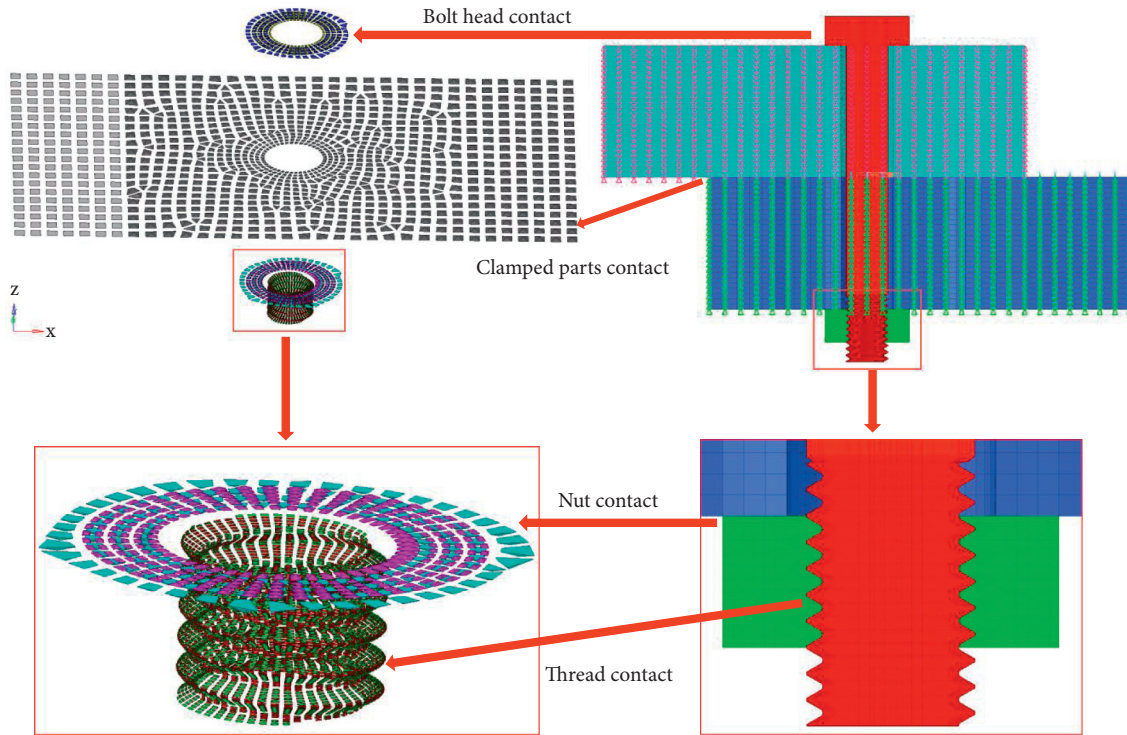 Bolt head contact
Clamped parts contact
z
x
Nut contact
Thread contact